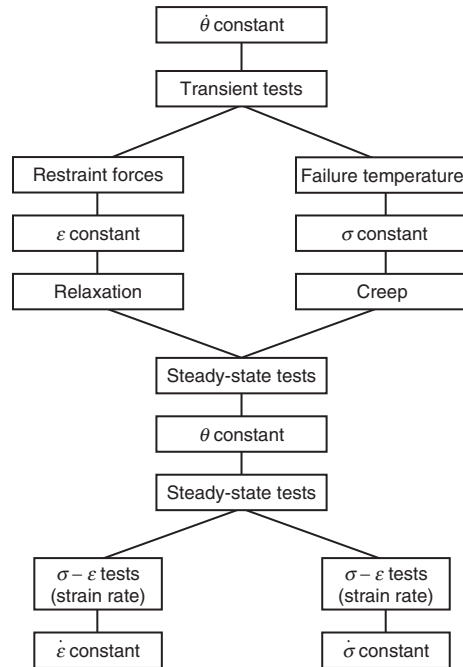 θ̇ constant
Transient tests
Restraint forces
Failure temperature
ε constant
σ constant
Relaxation
Creep
Steady-state tests
θ constant
Steady-state tests
σ – ε tests
(strain rate)
σ – ε tests
(strain rate)
ε̇ constant
σ̇ constant